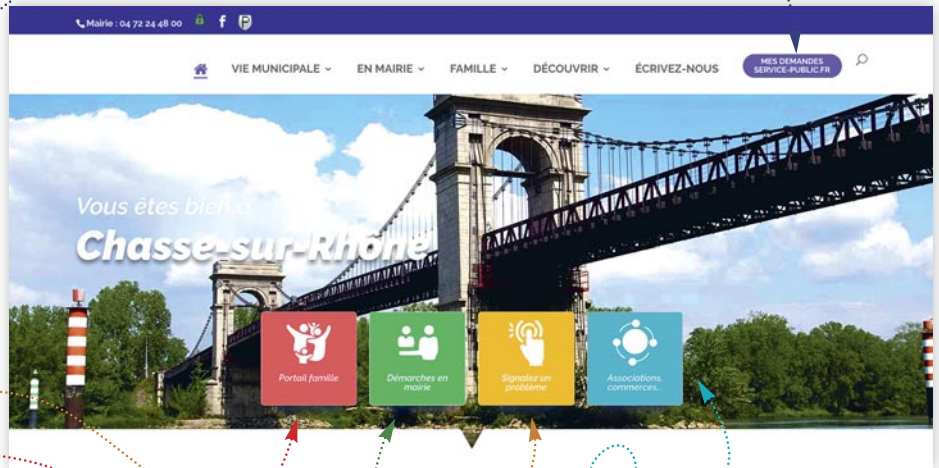 Mairie : 04 72 24 48 00 f P
VIE MUNICIPALE EN MAIRIE FAMILLE DÉCOUVRIR ÉCRIVEZ-NOUS
MES DEMANDES
SERVICE-PUBLIC.FR
Vous êtes bien à
Chasse-sur-Rhône
Portail famille
Démarches en
mairie
Signalez un
problème
Associations,
commerces...